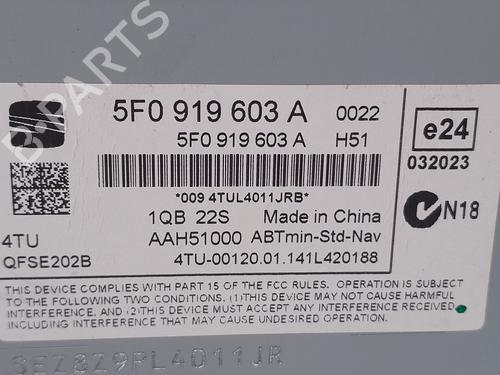 B-PARTS
5F0 919 603 A 0022
5F0 919 603 A H51
e24
032023
*009 4TUL4011JRB*
N18
1QB 22S Made in China
4TU AAH51000 ABTmin-Std-Nav
QFSE202B 4TU-00120.01.141L420188
THIS DEVICE COMPLIES WITH PART 15 OF THE FCC RULES. OPERATION IS SUBJECT
TO THE FOLLOWING TWO CONDITIONS: (1)THIS DEVICE MAY NOT CAUSE HARMFUL
INTERFERENCE, AND (2)THIS DEVICE MUST ACCEPT ANY INTERFERENCE RECEIVED,
INCLUDING INTERFERENCE THAT MAY CAUSE UNDESIRED OPERATION
SEZ8Z9PL4011JR